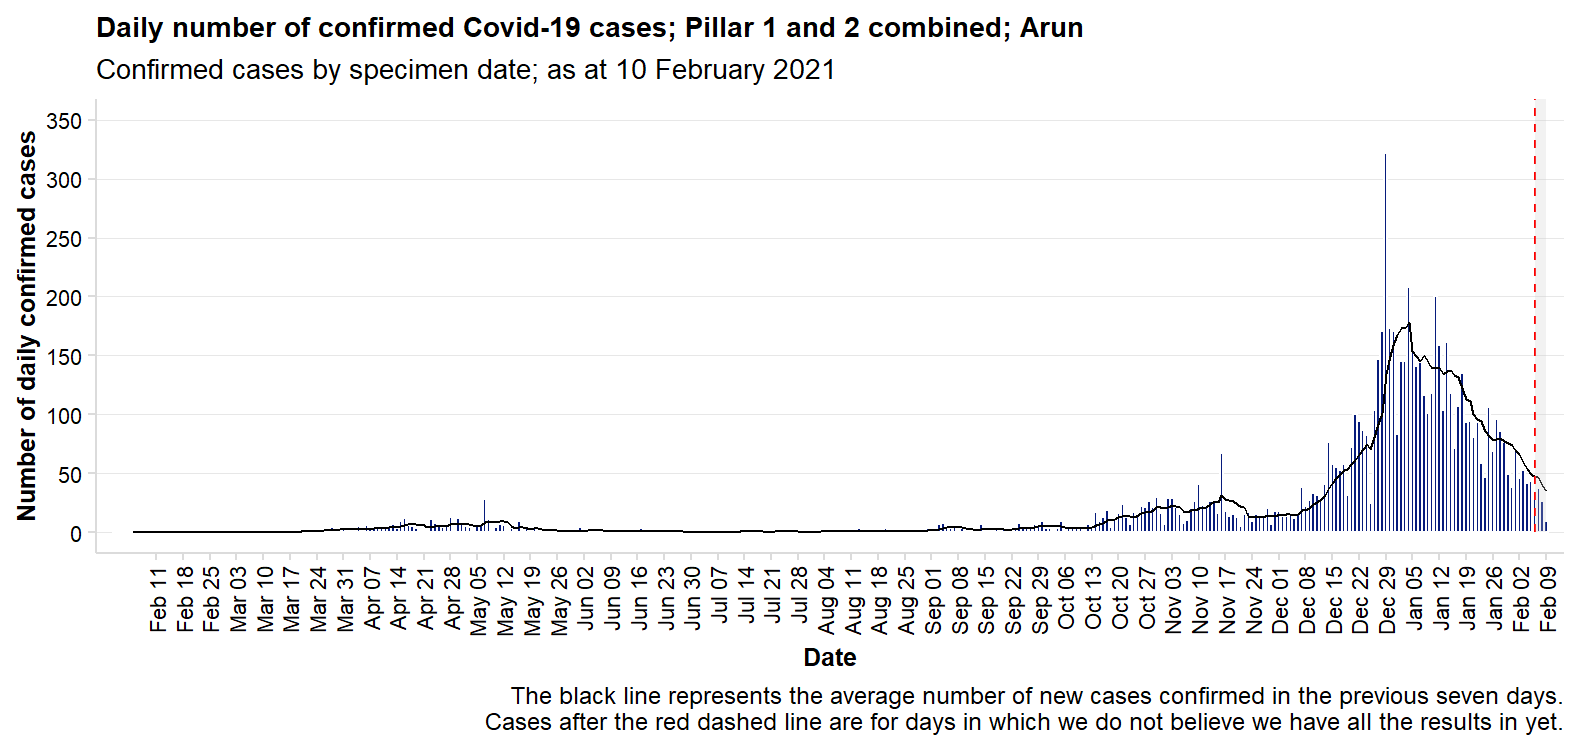 Daily number of confirmed Covid-19 cases; Pillar 1 and 2 combined; Arun
Confirmed cases by specimen date; as at 10 February 2021
Number of daily confirmed cases
350
300
250
200
150
100
50
0
Feb 11
Feb 18
Feb 25
Mar 03
Mar 10
Mar 17
Mar 24
Mar 31
Apr 07
Apr 14
Apr 21
Apr 28
May 05
May 12
May 19
May 26
Jun 02
Jun 09
Jun 16
Jun 23
Jun 30
Jul 07
Jul 14
Jul 21
Jul 28
Aug 04
Aug 11
Aug 18
Aug 25
Sep 01
Sep 08
Sep 15
Sep 22
Sep 29
Oct 06
Oct 13
Oct 20
Oct 27
Nov 03
Nov 10
Nov 17
Nov 24
Dec 01
Dec 08
Dec 15
Dec 22
Dec 29
Jan 05
Jan 12
Jan 19
Jan 26
Feb 02
Feb 09
Date
The black line represents the average number of new cases confirmed in the previous seven days.
Cases after the red dashed line are for days in which we do not believe we have all the results in yet.